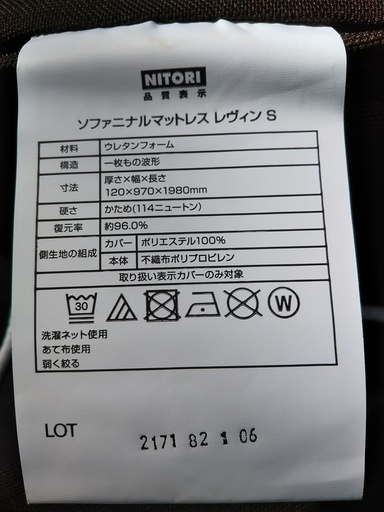 NITORI
品質表示
ソファニナルマットレス レヴィン S
材料 ウレタンフォーム
構造 一枚もの波形
寸法 厚さ×幅×長さ
120×970×1980mm
硬さ かため(114ニュートン)
復元率 約96.0%
側生地の組成 カバー ポリエステル100%
本体 不織布ポリプロピレン
取り扱い表示カバーのみ対象
30 W
洗濯ネット使用
あて布使用
弱く絞る
LOT 2171 82 1 06